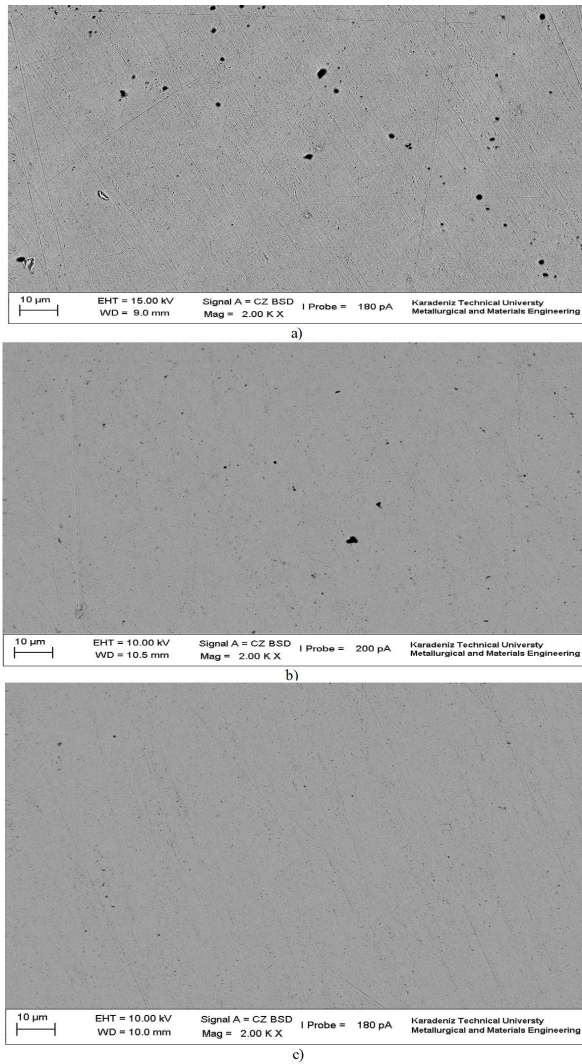 10 µm
EHT = 15.00 kV
WD = 9.0 mm
Signal A = CZ BSD
Mag = 2.00 K X
I Probe = 180 pA
Karadeniz Technical Universty
Metallurgical and Materials Engineering
a)
10 µm
EHT = 10.00 kV
WD = 10.5 mm
Signal A = CZ BSD
Mag = 2.00 K X
I Probe = 200 pA
Karadeniz Technical Universty
Metallurgical and Materials Engineering
b)
10 µm
EHT = 10.00 kV
WD = 10.0 mm
Signal A = CZ BSD
Mag = 2.00 K X
I Probe = 180 pA
Karadeniz Technical Universty
Metallurgical and Materials Engineering
c)